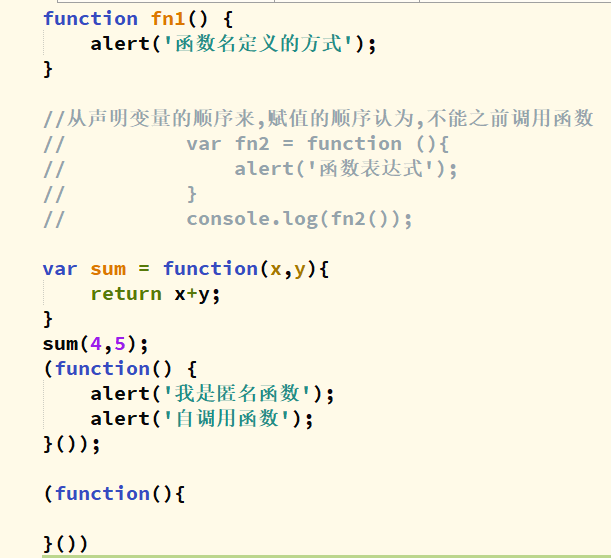 function fn1() {
    alert('函数名定义的方式');
}

//从声明变量的顺序来,赋值的顺序认为,不能之前调用函数
//          var fn2 = function (){
//              alert('函数表达式');
//          }
//          console.log(fn2());

var sum = function(x,y){
    return x+y;
}
sum(4,5);
(function() {
    alert('我是匿名函数');
    alert('自调用函数');
}());

(function(){

}())